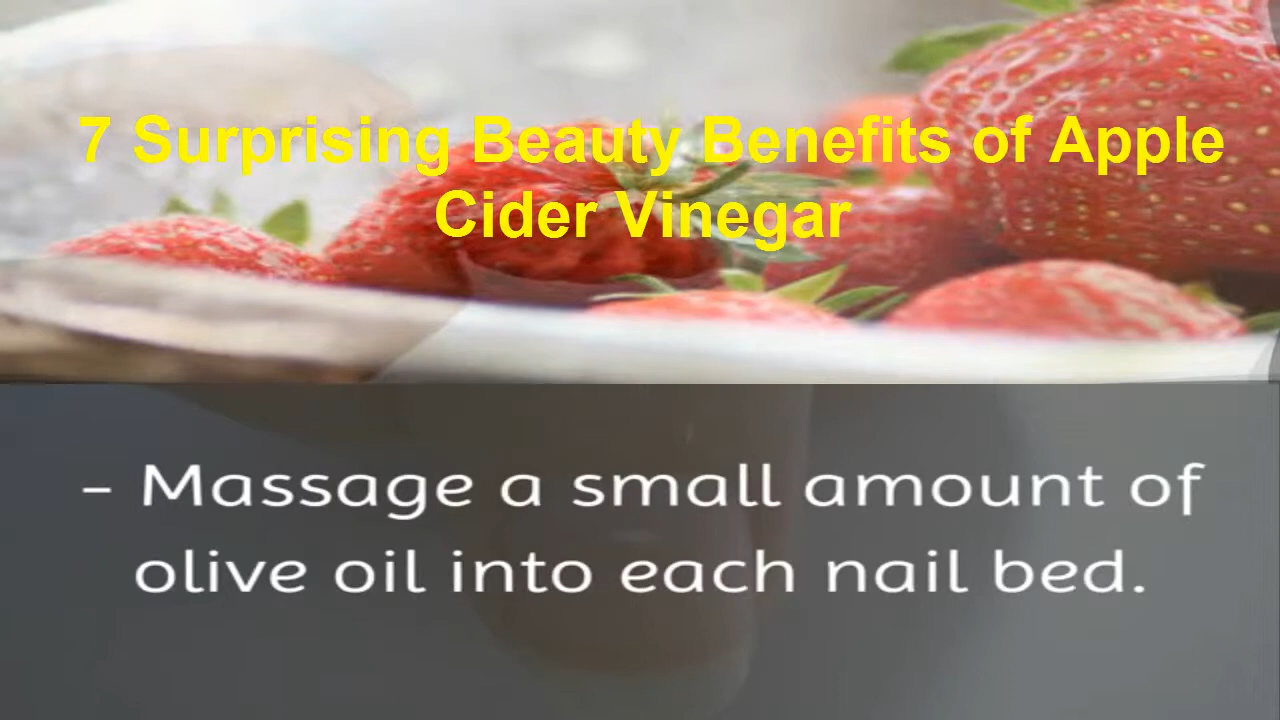 7 Surprising Beauty Benefits of Apple
Cider Vinegar
– Massage a small amount of
olive oil into each nail bed.